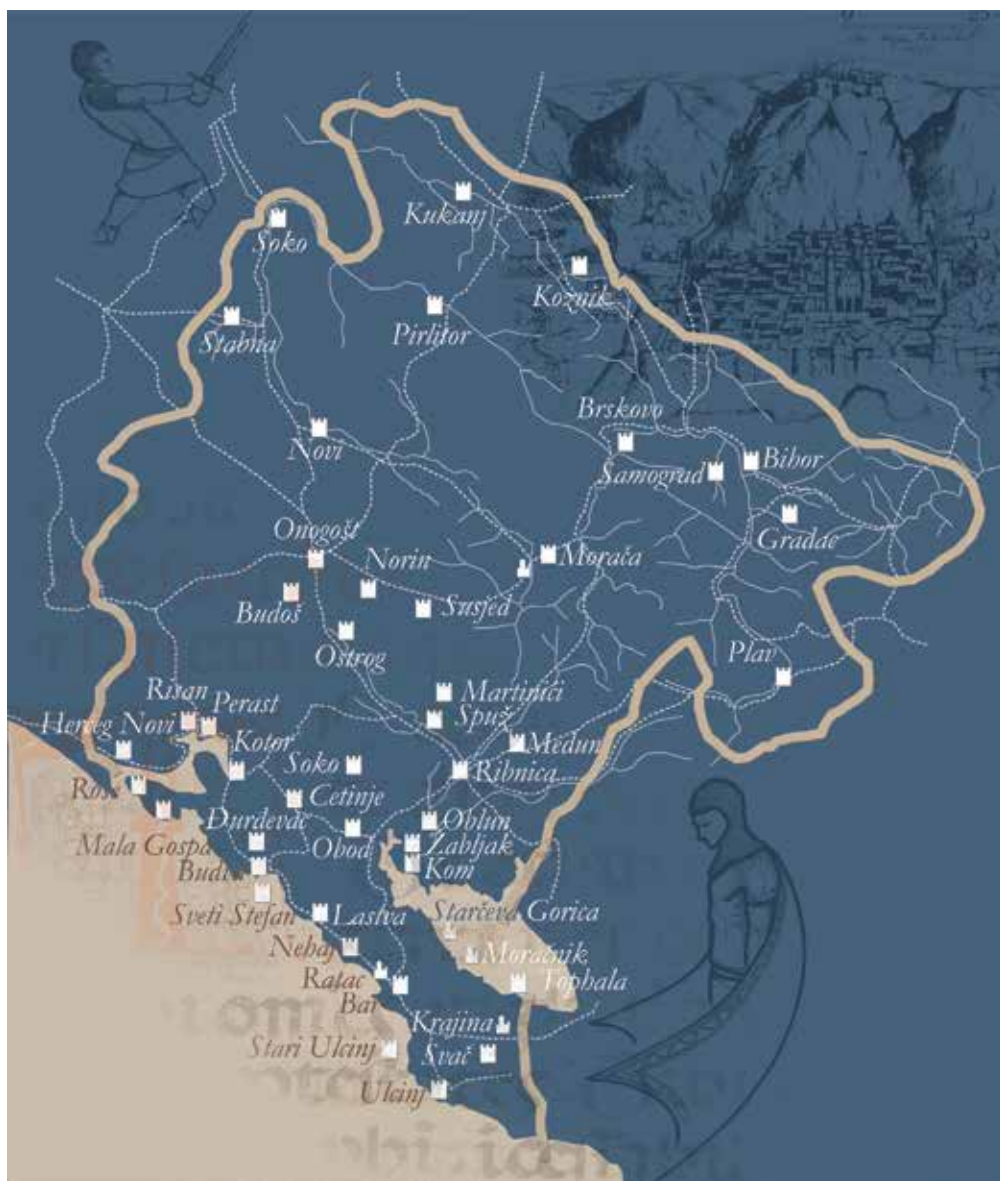 Kukanj
Soko
Koznik
Stabna
Pirlitor
Brskovo
Novi
Samograd
Bihor
Gradac
Onogošt
Norin
Morača
Budoš
Susjed
Ostrog
Plav
Martinići
Risan
Perast
Spuž
Herceg Novi
Kotor
Medun
Soko
Ribnica
Rose
Cetinje
Đurđevac
Oblun
Mala Gospa
Obod
Žabljak
Budva
Kom
Sveti Stefan
Lastva
Starčeva Gorica
Nehaj
Moračnik
Ratac
Tophala
Bar
Krajina
Stari Ulcinj
Svač
Ulcinj